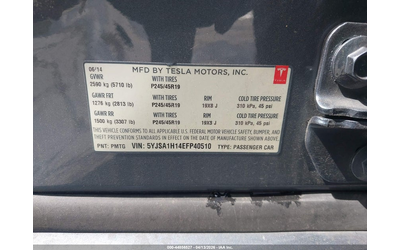 MFD BY TESLA MOTORS, INC.
08/14
GVWR WITH TIRES
2590 kg (5710 lb) P245/45R19
GAWR FRT WITH TIRES RIM COLD TIRE PRESSURE
1276 kg (2813 lb) P245/45R19 19X8 J 310 kPa, 45 psi
GAWR RR WITH TIRES RIM COLD TIRE PRESSURE
1500 kg (3307 lb) P245/45R19 19X8 J 310 kPa, 45 psi
THIS VEHICLE CONFORMS TO ALL APPLICABLE U.S. FEDERAL MOTOR VEHICLE SAFETY, BUMPER, AND
THEFT PREVENTION STANDARDS IN EFFECT ON THE DATE OF MANUFACTURE SHOWN ABOVE.
PNT: PMTG VIN: 5YJSA1H14EFP40510 TYPE: PASSENGER CAR
TESLA